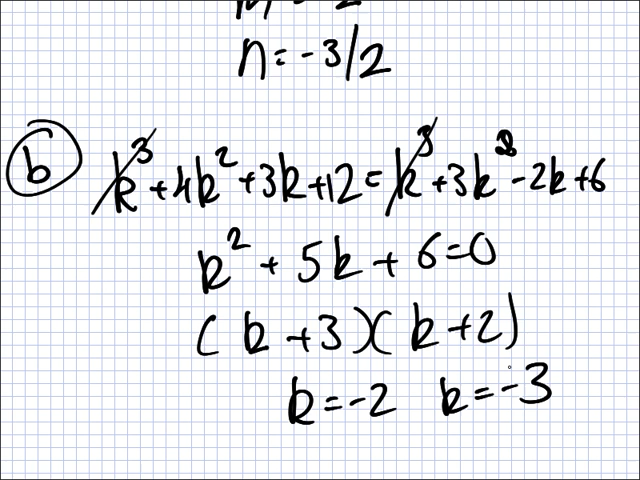 n = -3/2
b k³ + 4k² + 3k + 12 = k³ + 3k² - 2k + 6
k² + 5k + 6 = 0
(k + 3)(k + 2)
k = -2 k = -3